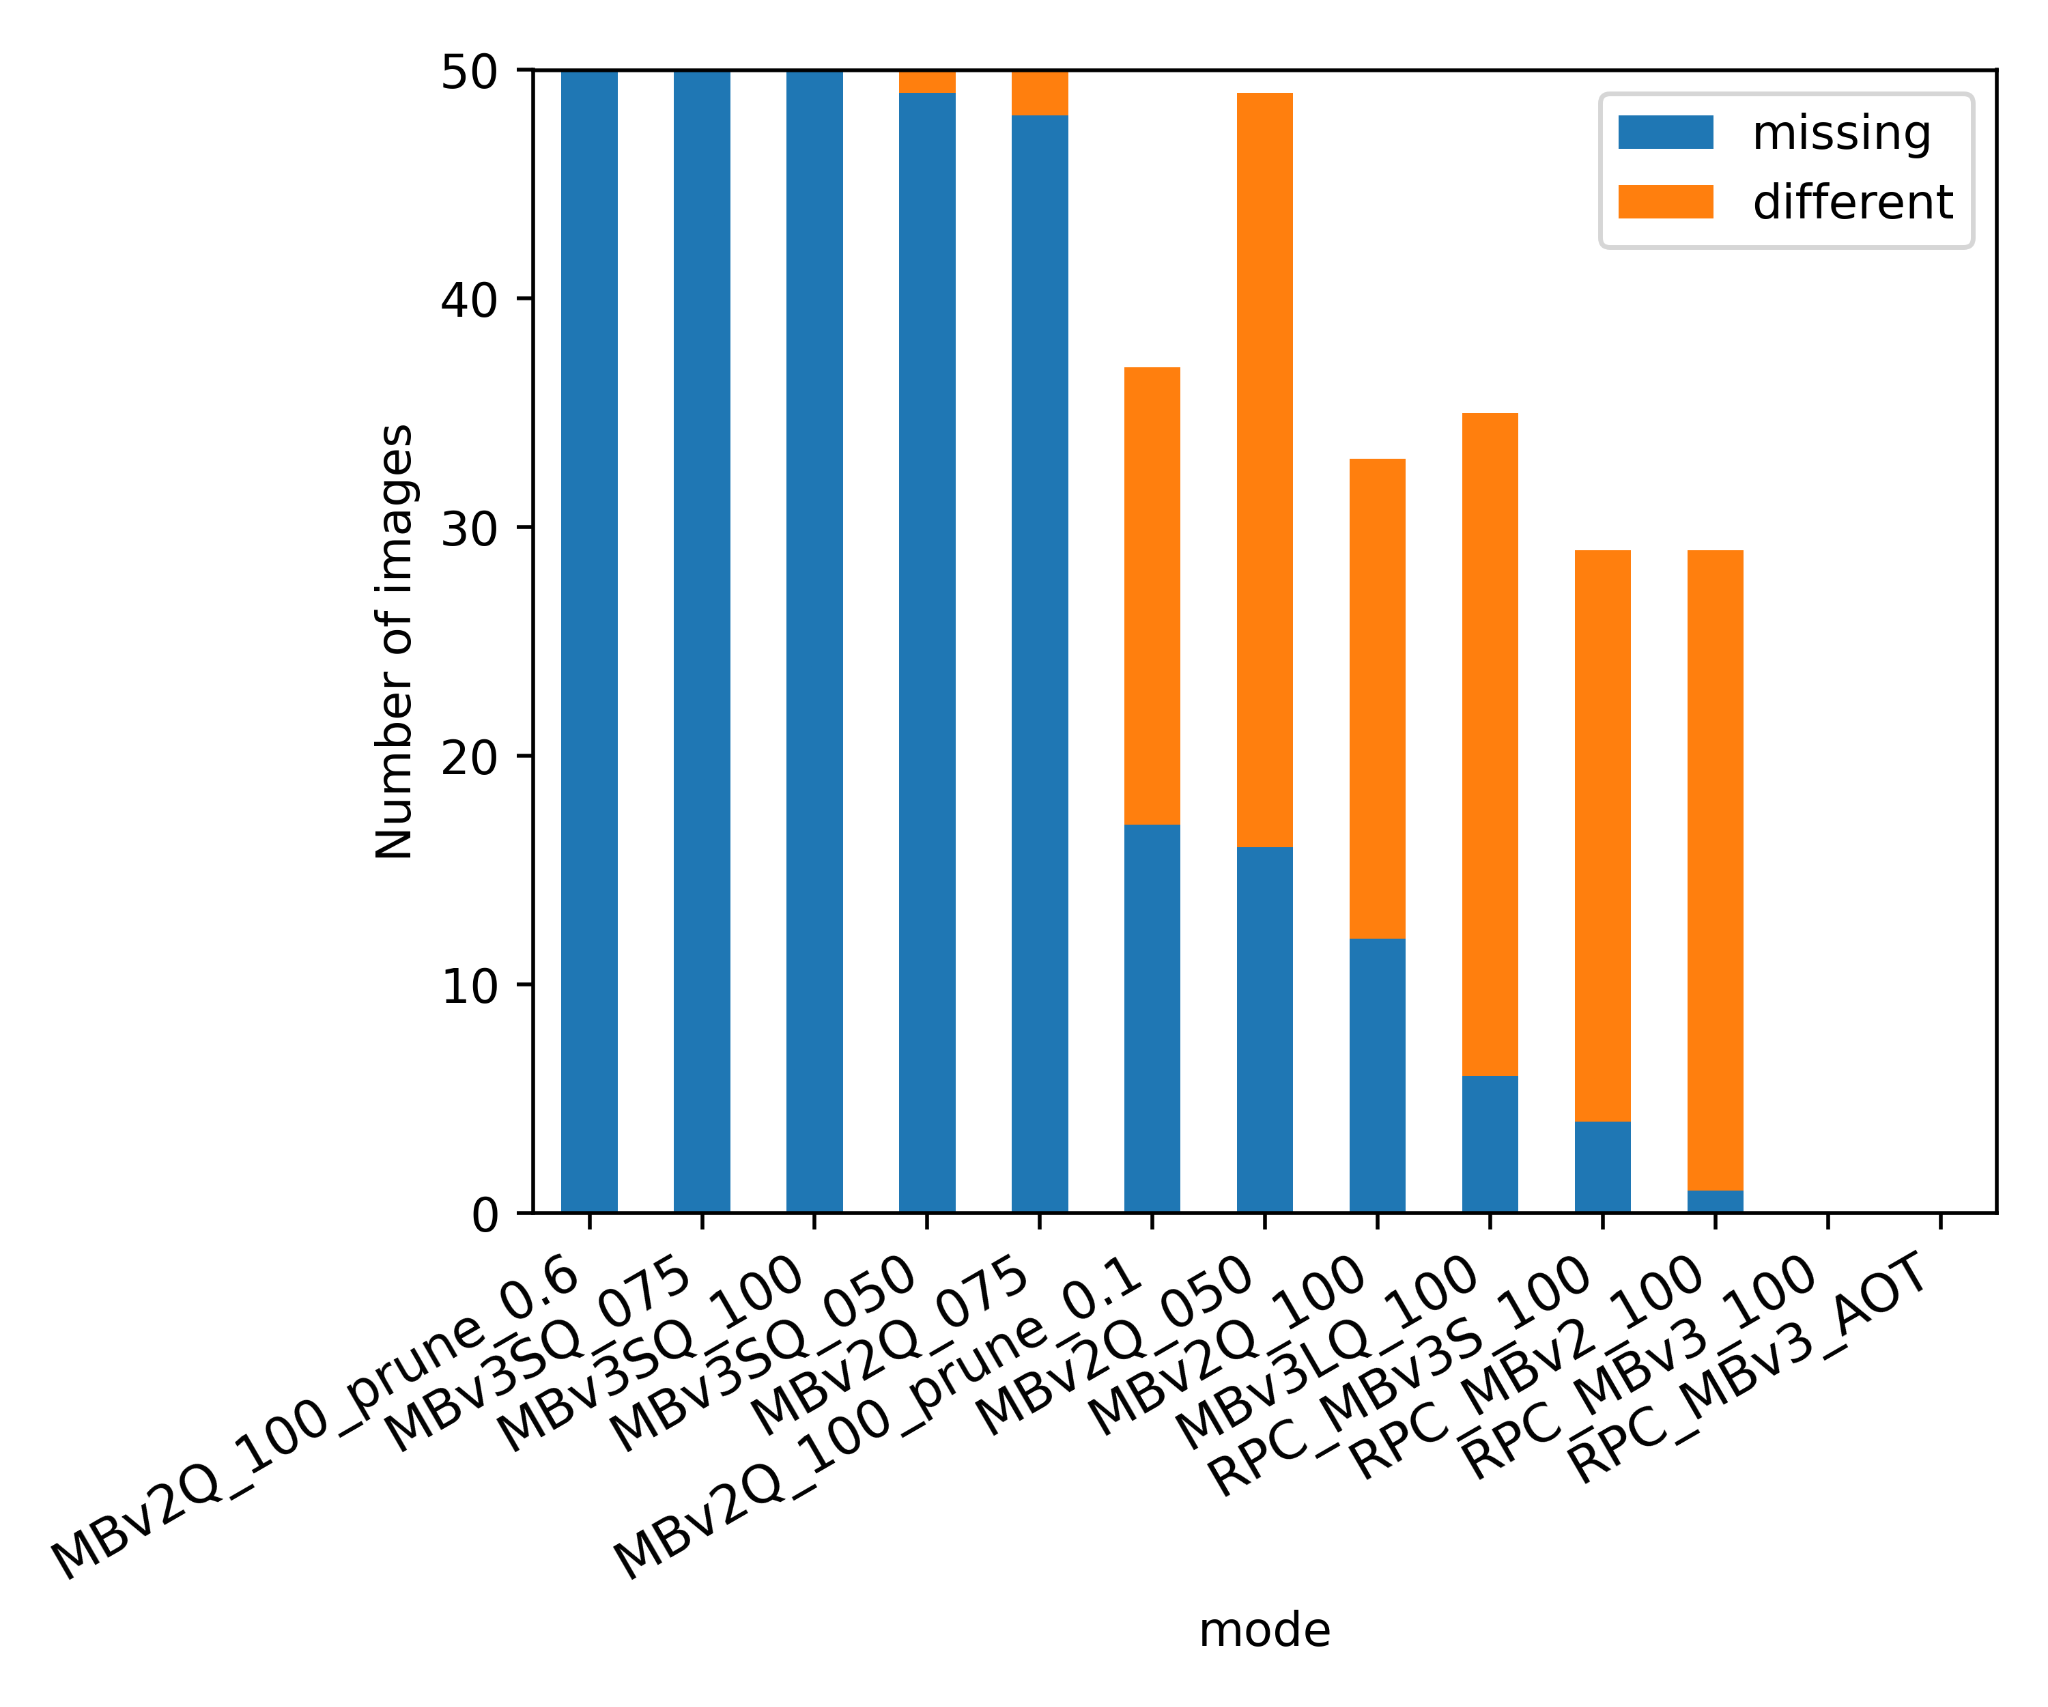 50
40
30
20
10
0
Number of images
missing
different
MBv2Q_100_prune_0.6
MBv3SQ_075
MBv3SQ_100
MBv3SQ_050
MBv2Q_075
MBv2Q_100_prune_0.1
MBv2Q_050
MBv2Q_100
MBv3LQ_100
RPC_MBv3S_100
RPC_MBv2_100
RPC_MBv3_100
RPC_MBv3_AOT
mode